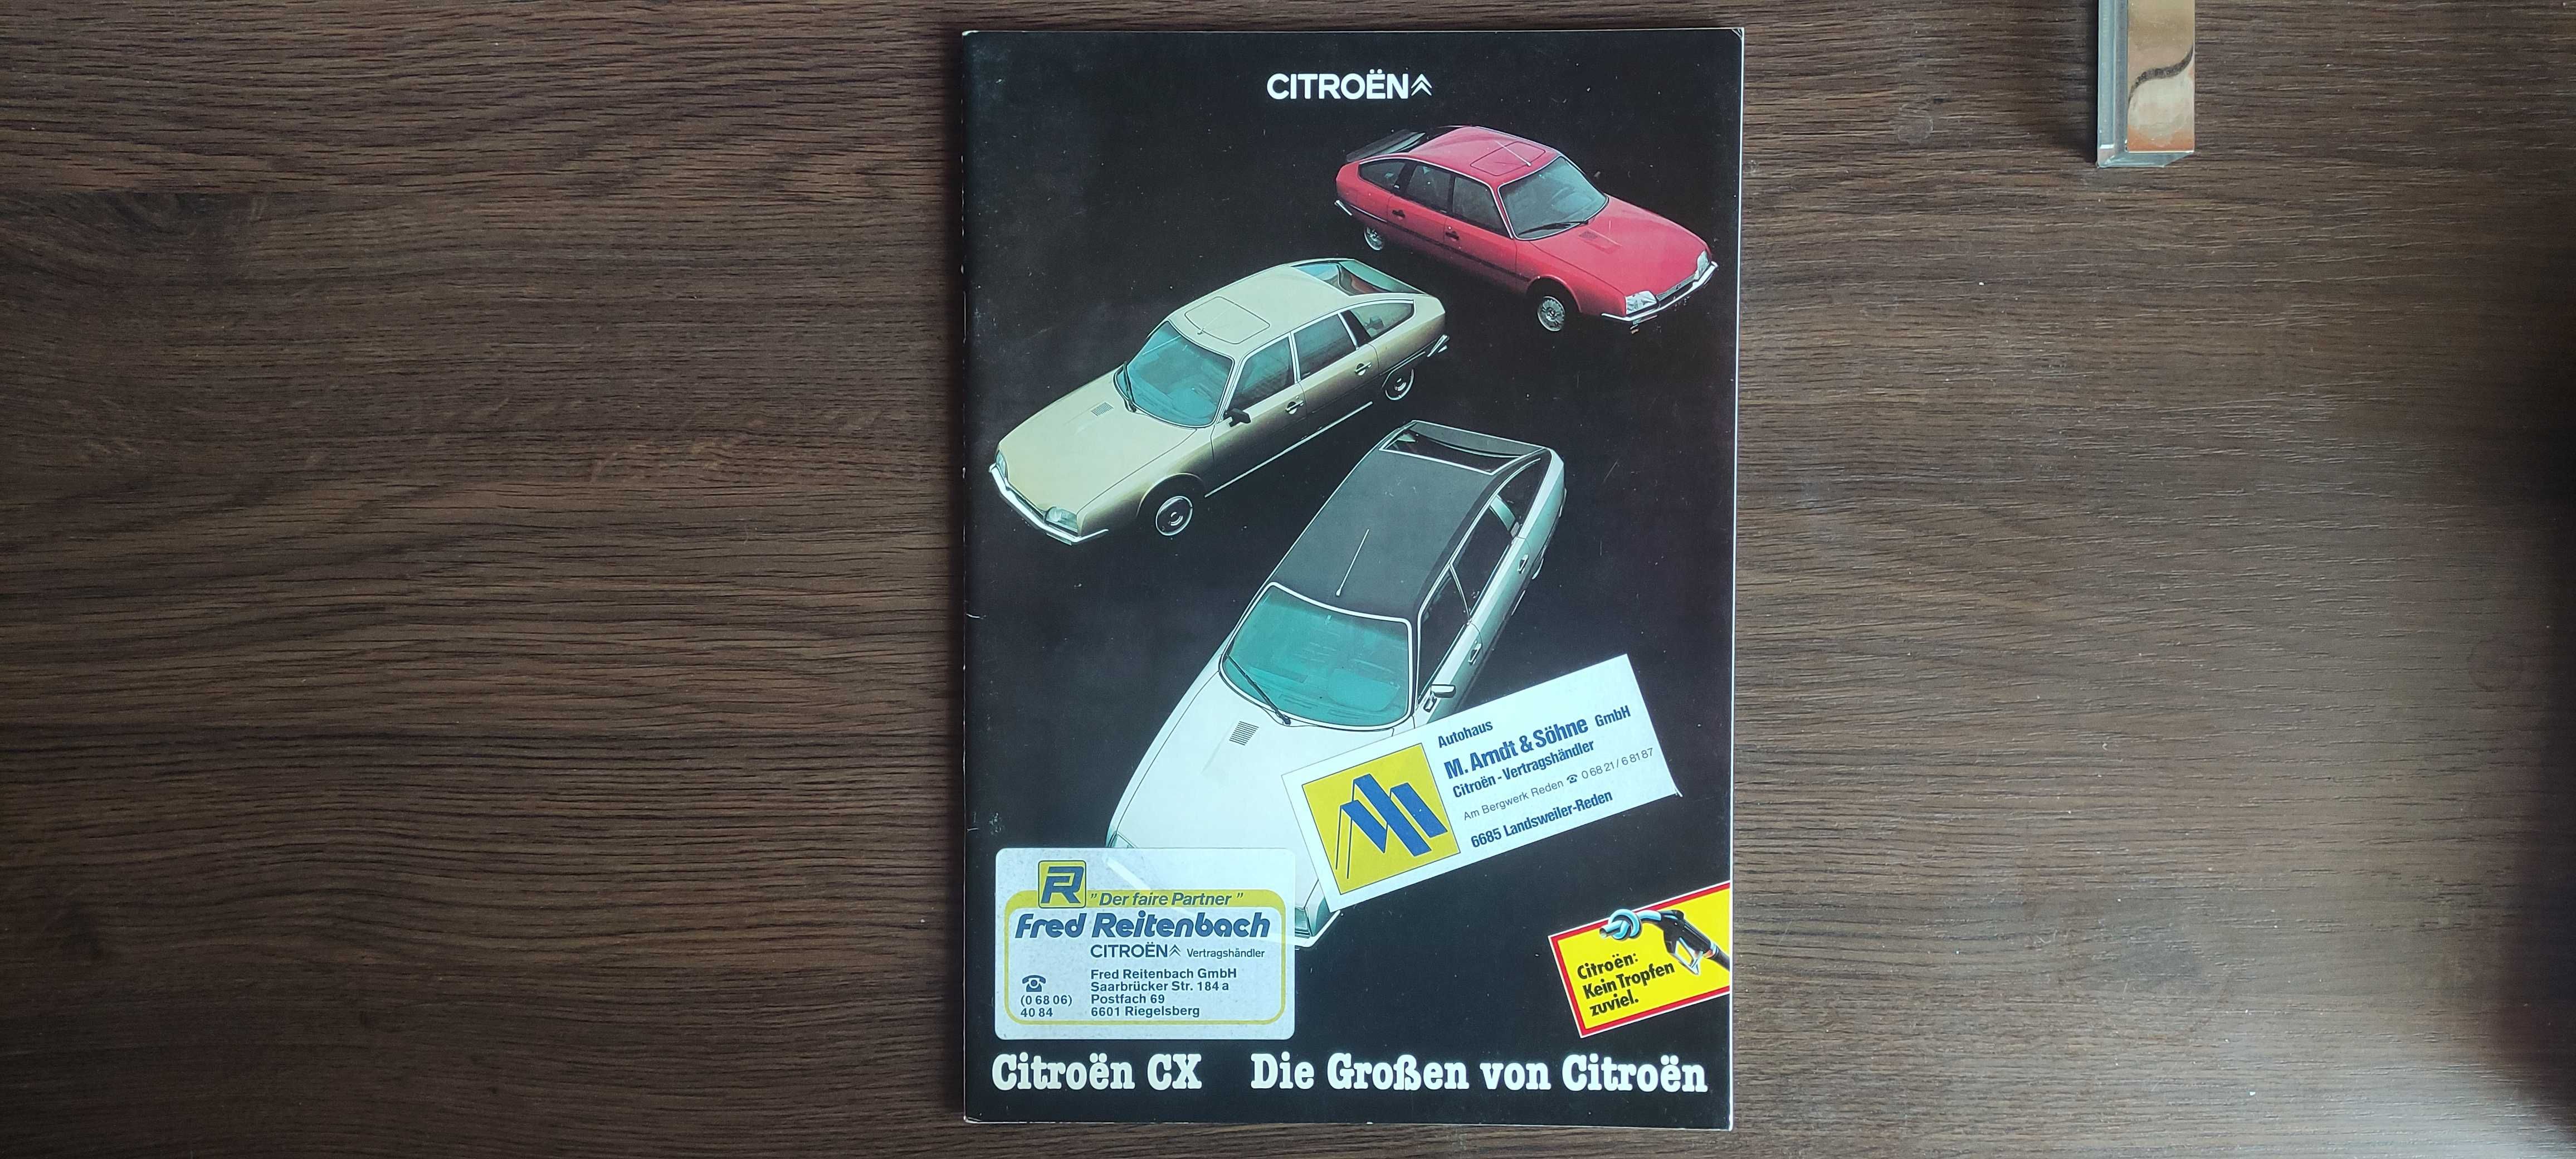 CITROËN
Autohaus
M. Arndt & Söhne GmbH
Citroën - Vertragshändler
Am Bergwerk Reden ☎ 0 68 21 / 6 81 87
6685 Landsweiler-Reden
R
"Der faire Partner"
Fred Reitenbach
CITROËN Vertragshändler
Fred Reitenbach GmbH
Saarbrücker Str. 184 a
Postfach 69
6601 Riegelsberg
☎
(0 68 06)
40 84
Citroën:
Kein Tropfen
zuviel.
Citroën CX Die Großen von Citroën